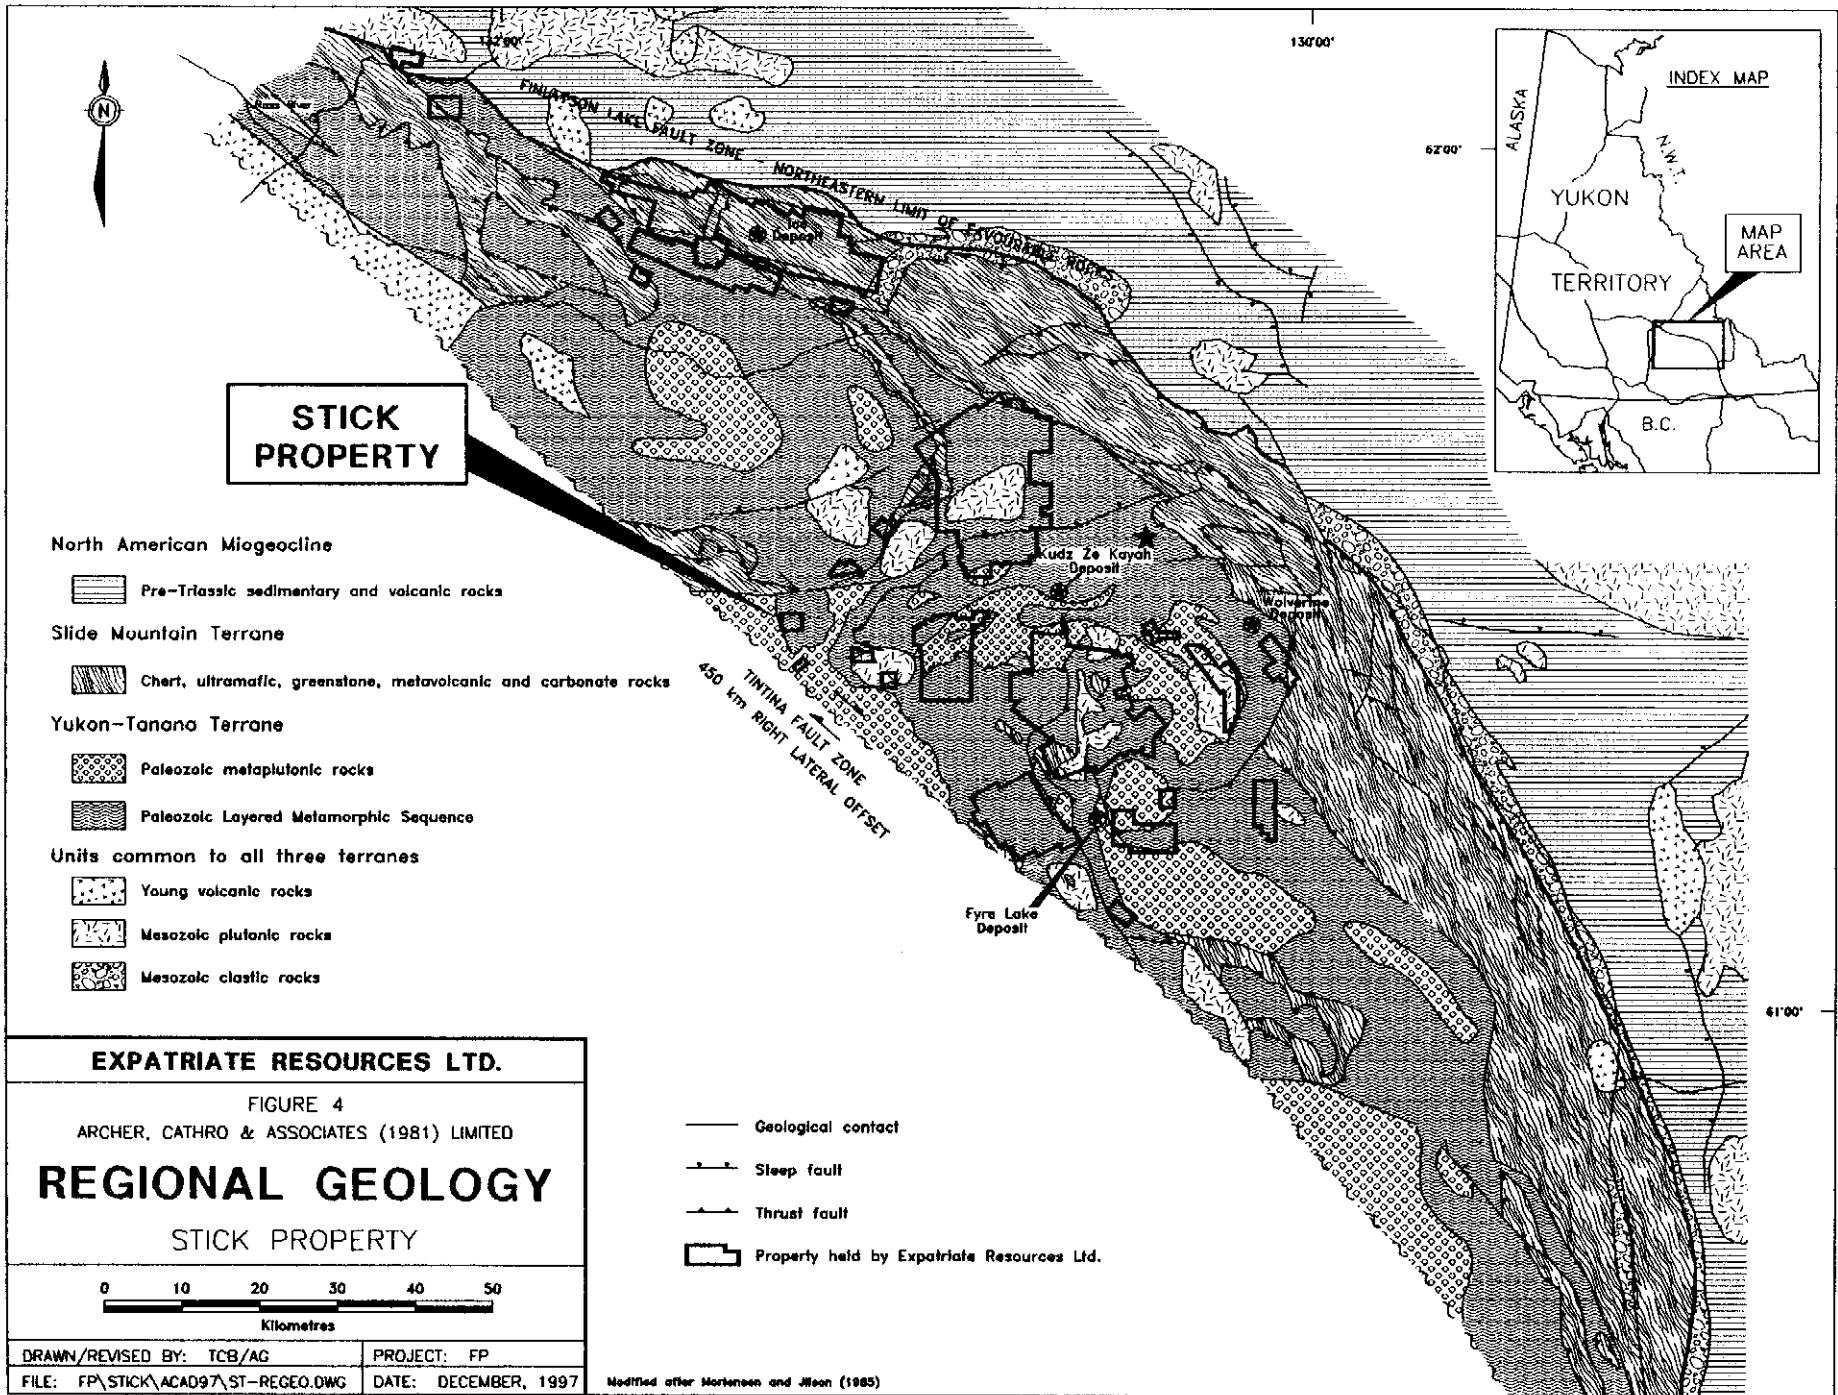 132°00'
130°00'
62°00'
61°00'
N
Ross River
FINLAYSON LAKE FAULT ZONE - NORTHEASTERN LIMIT OF FAVOURABLE ROCKS
Deposit
INDEX MAP
ALASKA
N.W.T.
YUKON
TERRITORY
MAP
AREA
B.C.
STICK
PROPERTY
Kudz Ze Kayah
Deposit
Wolverine
Deposit
TINTINA FAULT ZONE
450 km RIGHT LATERAL OFFSET
Fyre Lake
Deposit
North American Miogeocline
Pre-Triassic sedimentary and volcanic rocks
Slide Mountain Terrane
Chert, ultramafic, greenstone, metavolcanic and carbonate rocks
Yukon-Tanana Terrane
Paleozoic metaplutonic rocks
Paleozoic Layered Metamorphic Sequence
Units common to all three terranes
Young volcanic rocks
Mesozoic plutonic rocks
Mesozoic clastic rocks
EXPATRIATE RESOURCES LTD.
FIGURE 4
ARCHER, CATHRO & ASSOCIATES (1981) LIMITED
REGIONAL GEOLOGY
STICK PROPERTY
0 10 20 30 40 50
Kilometres
DRAWN/REVISED BY: TCB/AG
PROJECT: FP
FILE: FP\STICK\ACAD97\ST-REGEO.DWG
DATE: DECEMBER, 1997
Geological contact
Steep fault
Thrust fault
Property held by Expatriate Resources Ltd.
Modified after Mortensen and Jilson (1985)